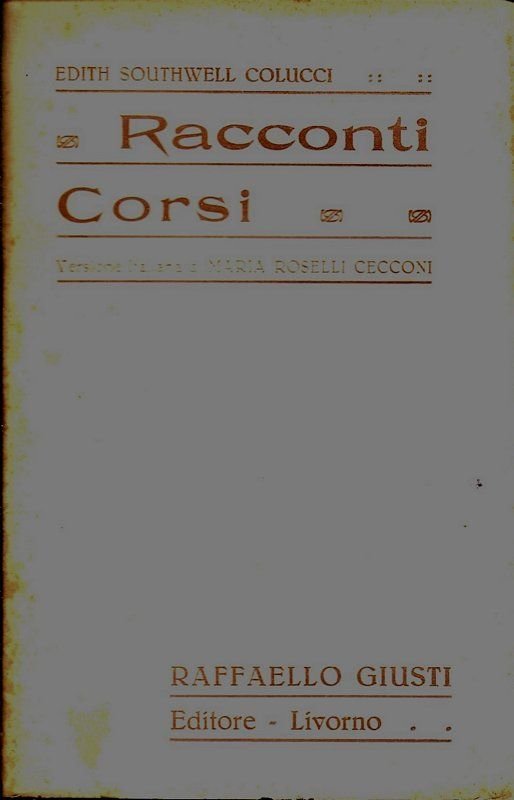 EDITH SOUTHWELL COLUCCI :: ::
Racconti
Corsi
Versione italiana di MARIA ROSELLI CECCONI
RAFFAELLO GIUSTI
Editore - Livorno . .